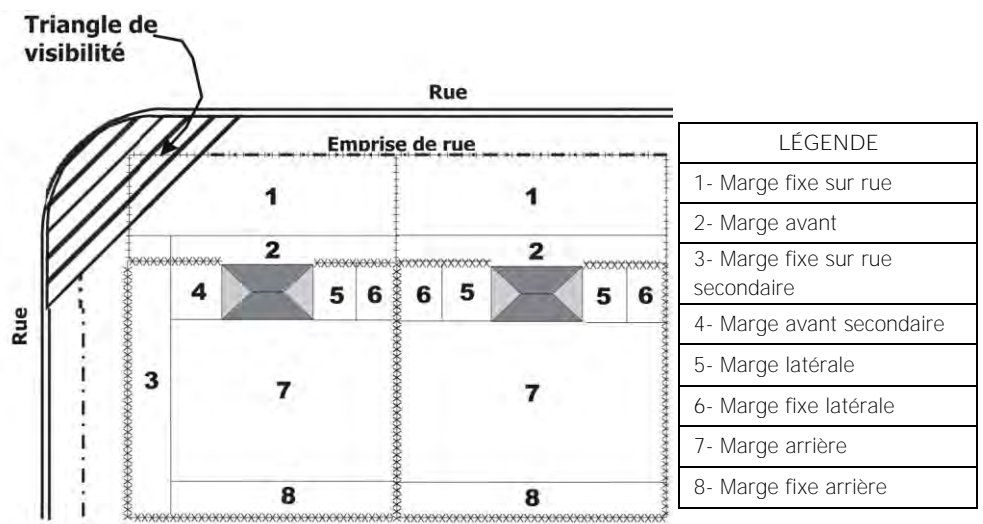 Triangle de
visibilité
Rue
Emprise de rue
1 1
2 2
4 5 6 6 5 5 6
Rue
3 7 7
8 8
LÉGENDE
1- Marge fixe sur rue
2- Marge avant
3- Marge fixe sur rue
secondaire
4- Marge avant secondaire
5- Marge latérale
6- Marge fixe latérale
7- Marge arrière
8- Marge fixe arrière